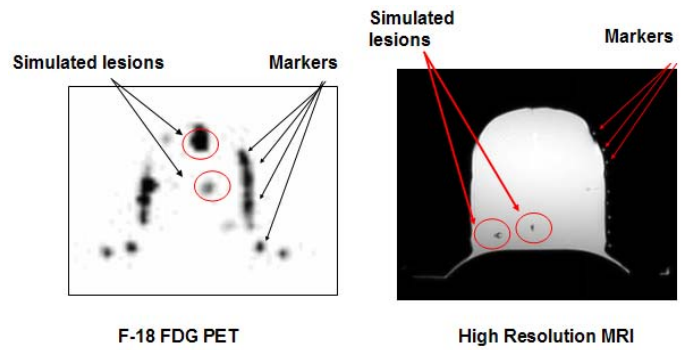 Simulated lesions
Markers
Simulated
lesions
Markers
F-18 FDG PET
High Resolution MRI